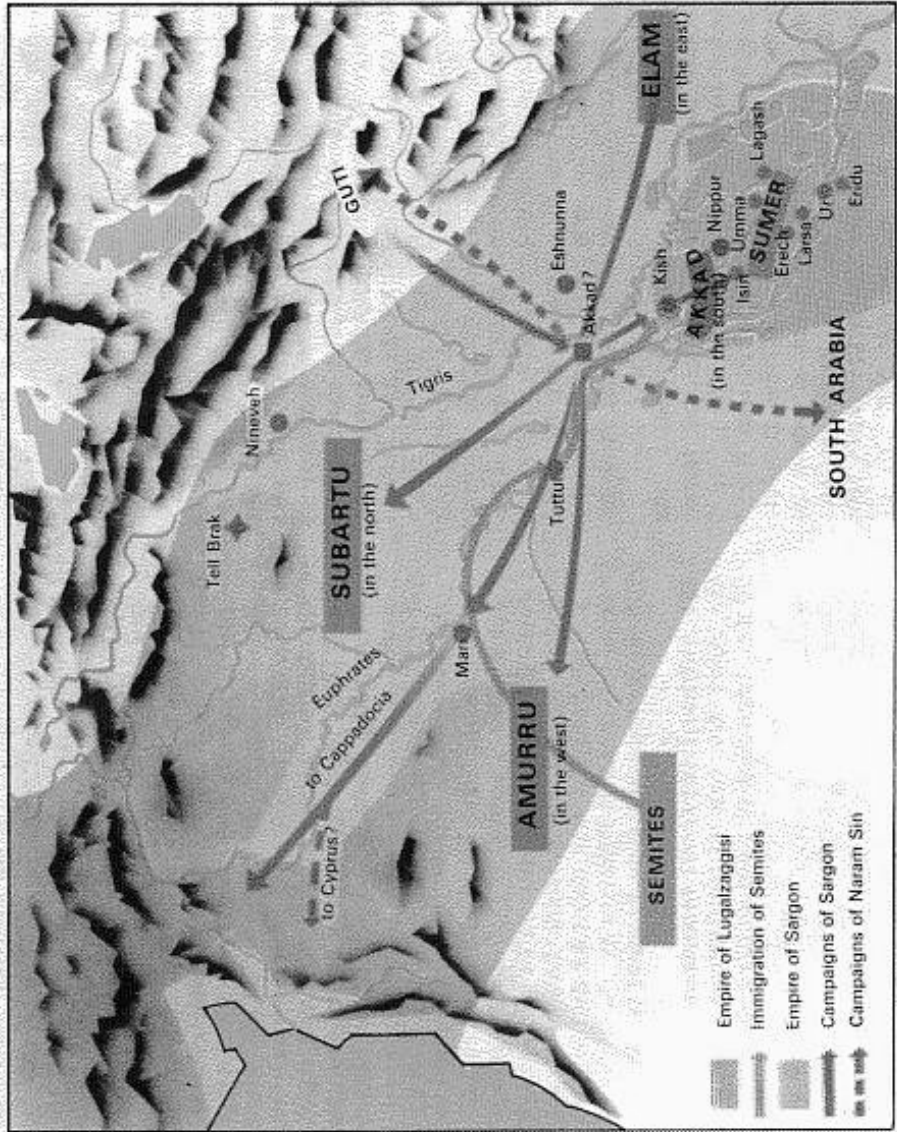 GUTI
ELAM
(in the east)
Nineveh
Tigris
Eshnunna
Tell Brak
SUBARTU
(in the north)
Akkad?
Kish
AKKAD
(in the south)
Nippur
Umma
Isin
Lagash
SUMER
Erech
Larsa
Ur
Eridu
Euphrates
to Cappadocia
to Cyprus?
Mari
Tuttul
AMURRU
(in the west)
SOUTH ARABIA
SEMITES
Empire of Lugalzaggisi
Immigration of Semires
Empire of Sargon
Campaigns of Sargon
Campaigns of Naram Sin